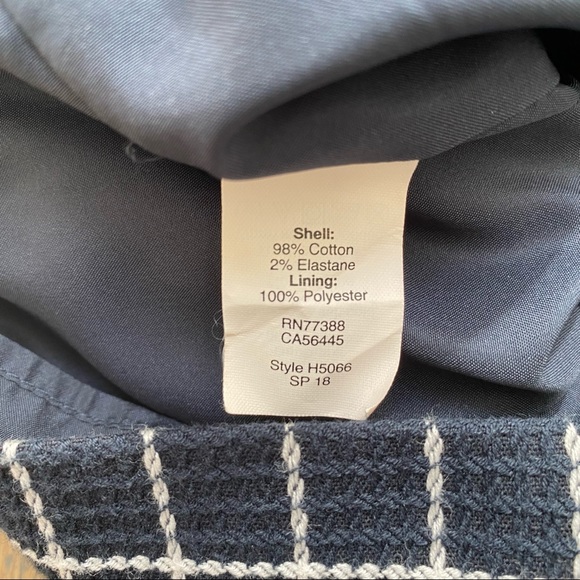 Shell:
98% Cotton
2% Elastane
Lining:
100% Polyester
RN77388
CA56445
Style H5066
SP 18